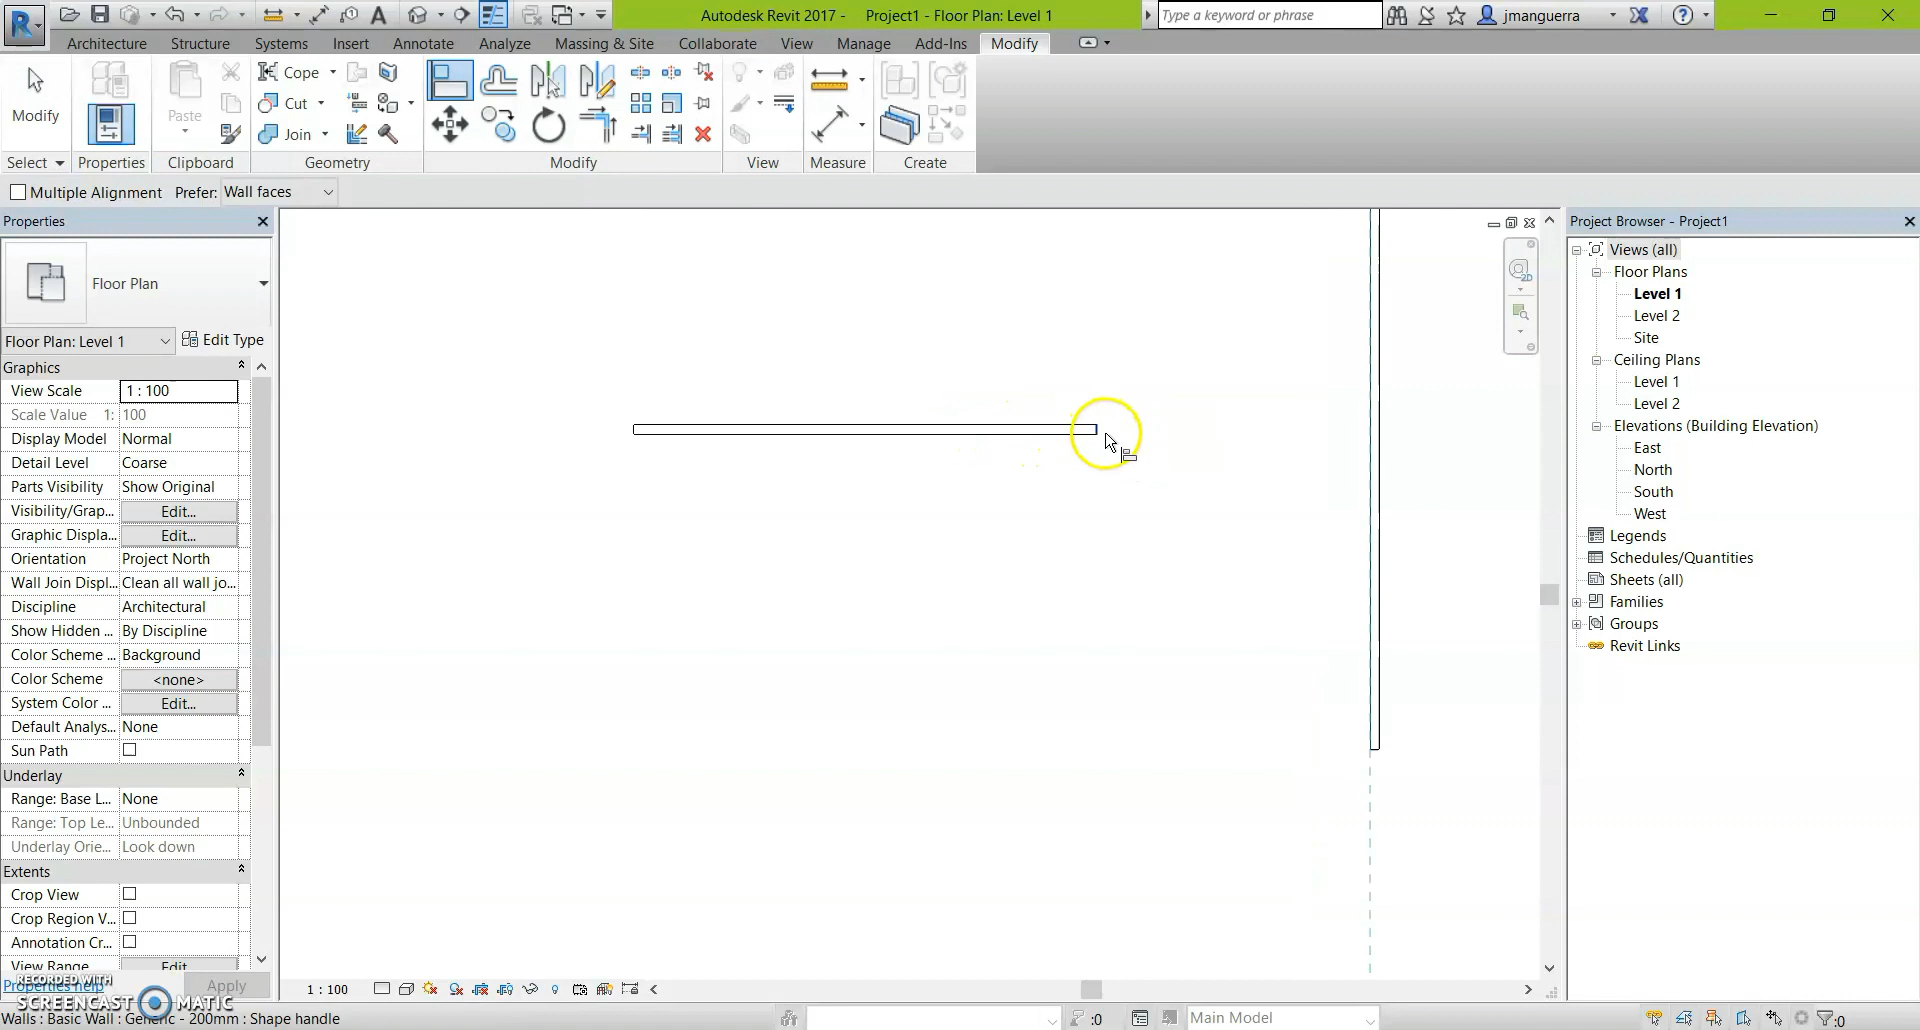 Autodesk Revit 2017 -     Project1 - Floor Plan: Level 1
Type a keyword or phrase
jmanguerra
Architecture Structure Systems Insert Annotate Analyze Massing & Site Collaborate View Manage Add-Ins Modify
Modify
Paste
Cope
Cut
Join
Select Properties Clipboard Geometry Modify View Measure Create
Multiple Alignment Prefer: Wall faces
Properties
Floor Plan
Floor Plan: Level 1 Edit Type
Graphics
View Scale 1 : 100
Scale Value 1: 100
Display Model Normal
Detail Level Coarse
Parts Visibility Show Original
Visibility/Grap... Edit...
Graphic Displa... Edit...
Orientation Project North
Wall Join Displ... Clean all wall jo...
Discipline Architectural
Show Hidden ... By Discipline
Color Scheme ... Background
Color Scheme <none>
System Color ... Edit...
Default Analys... None
Sun Path
Underlay
Range: Base L... None
Range: Top Le... Unbounded
Underlay Orie... Look down
Extents
Crop View
Crop Region V...
Annotation Cr...
View Range Edit...
Properties help Apply
RECORDED WITH
SCREENCAST MATIC
1 : 100
2D
Project Browser - Project1
Views (all)
Floor Plans
Level 1
Level 2
Site
Ceiling Plans
Level 1
Level 2
Elevations (Building Elevation)
East
North
South
West
Legends
Schedules/Quantities
Sheets (all)
Families
Groups
Revit Links
Walls : Basic Wall : Generic - 200mm : Shape handle
:0
Main Model
:0